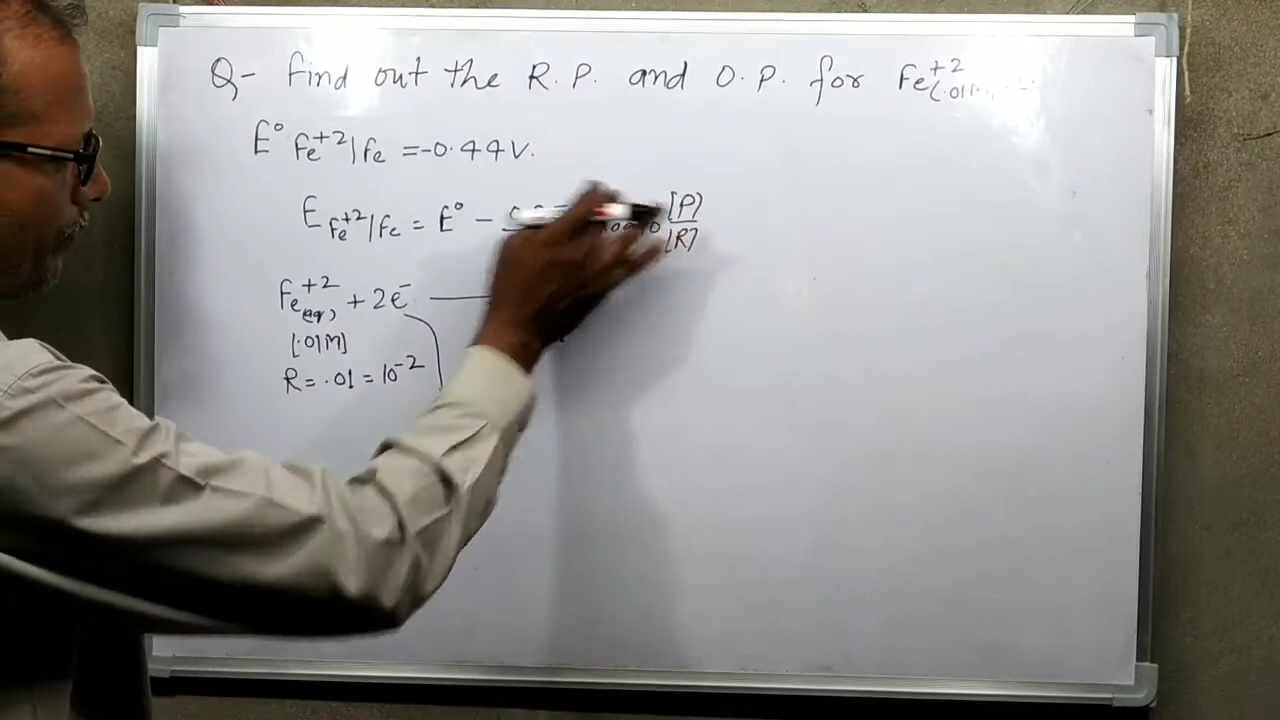 Q- find out the R.P. and O.P. for Fe+2(.01
E° Fe+2|Fe = -0.44V.
E Fe+2|Fe = E° - [P]/[R]
Fe+2(aq) + 2e-
[.01M]
R = .01 = 10-2